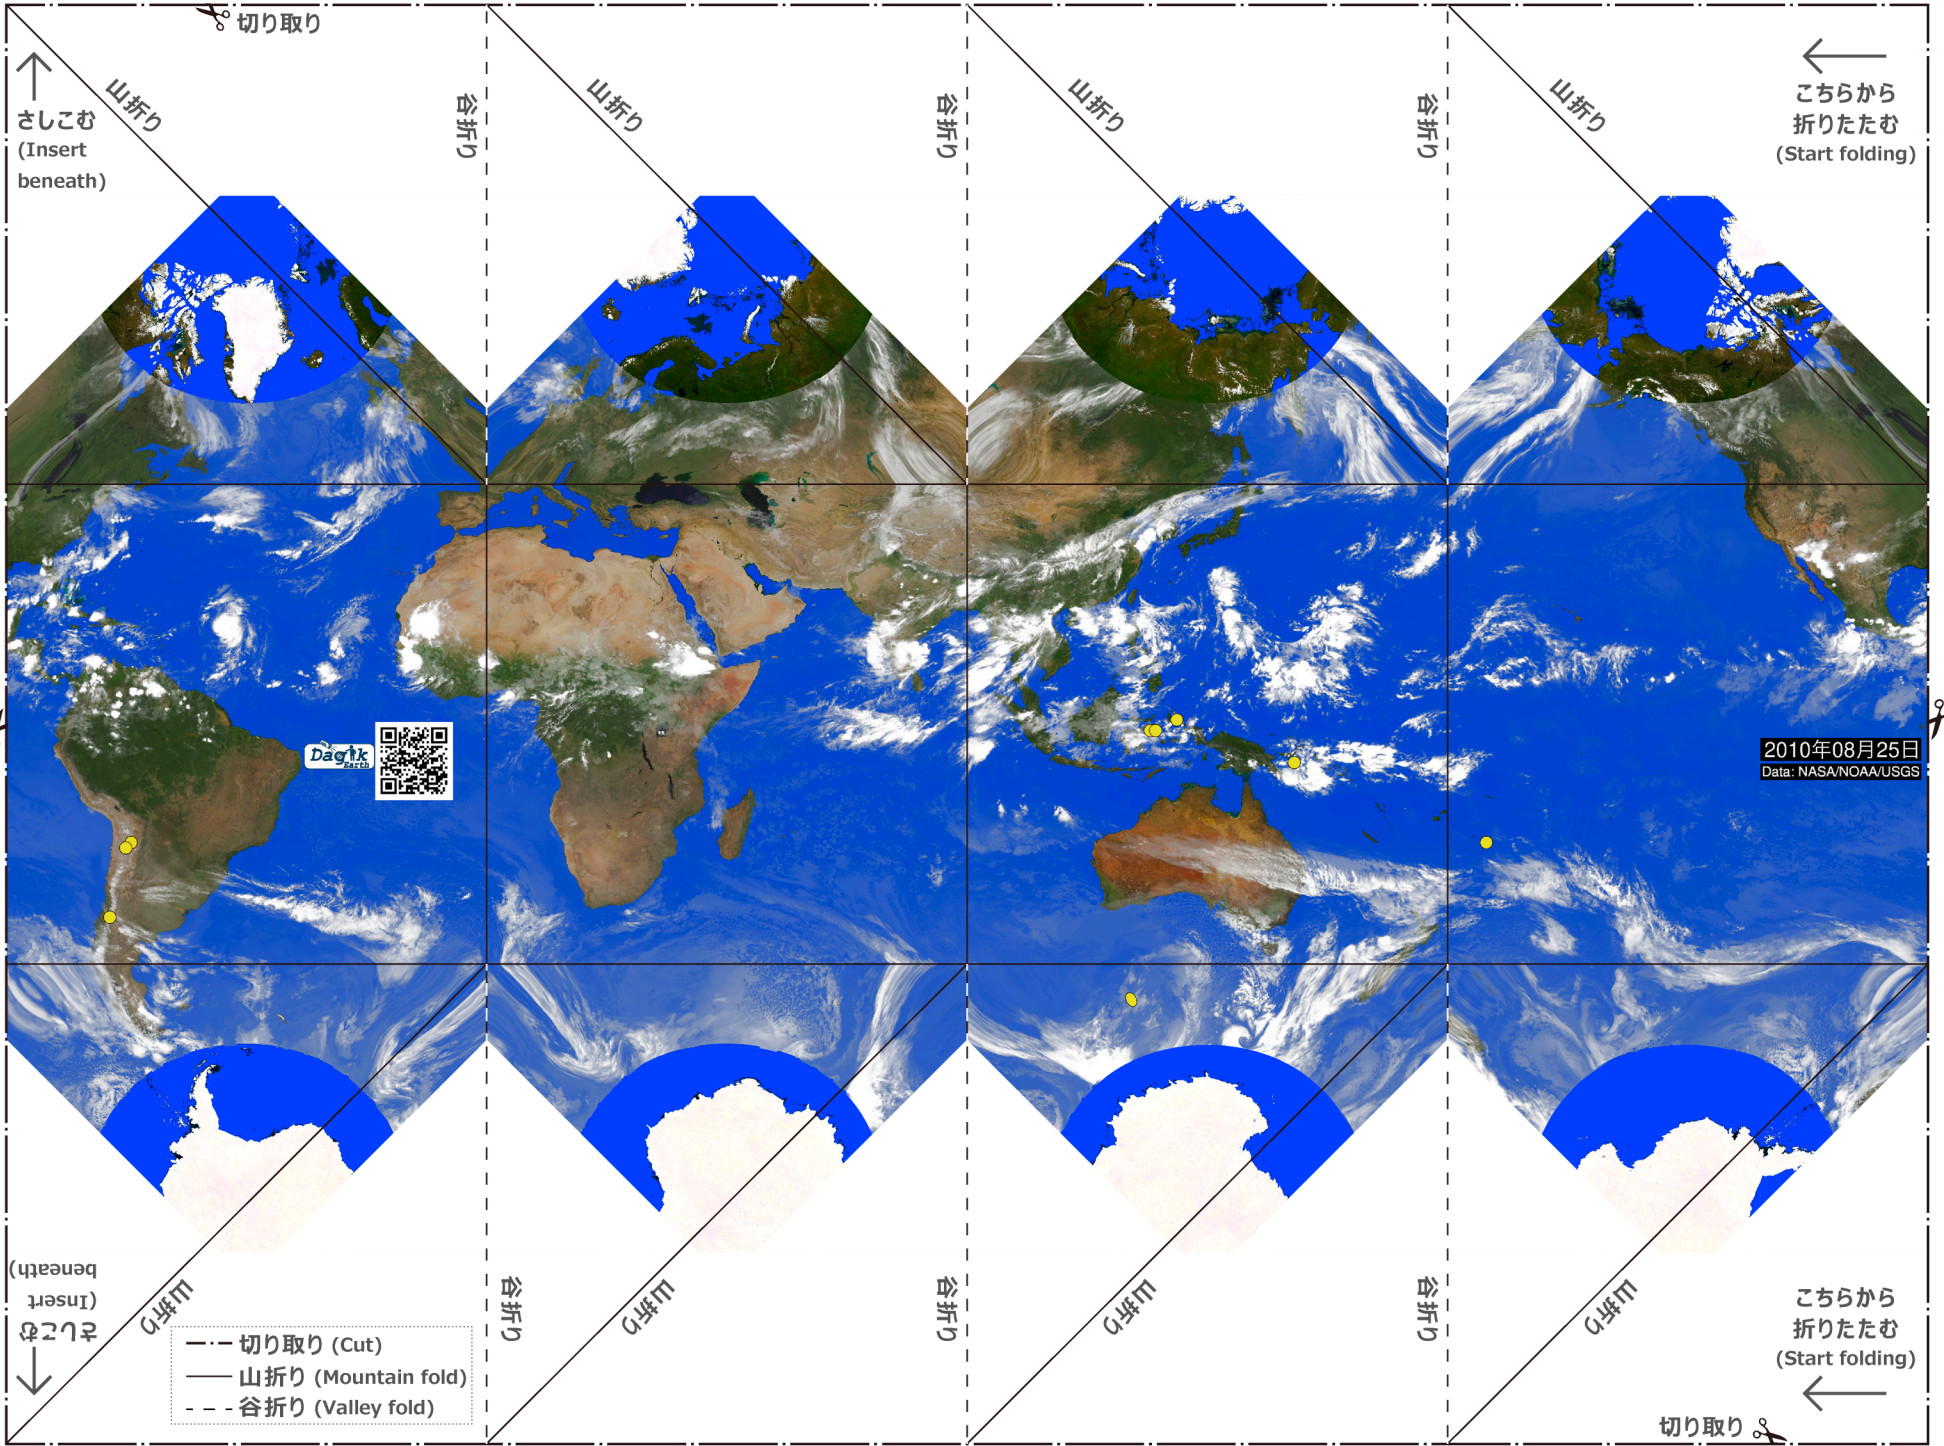 切り取り
山折り
谷折り
山折り
谷折り
山折り
谷折り
山折り
さしこむ
(Insert
beneath)
こちらから
折りたたむ
(Start folding)
Dagik
Earth
2010年08月25日
Data: NASA/NOAA/USGS
さしこむ
(Insert
beneath)
山折り
谷折り
山折り
谷折り
山折り
谷折り
山折り
こちらから
折りたたむ
(Start folding)
切り取り (Cut)
山折り (Mountain fold)
谷折り (Valley fold)
切り取り